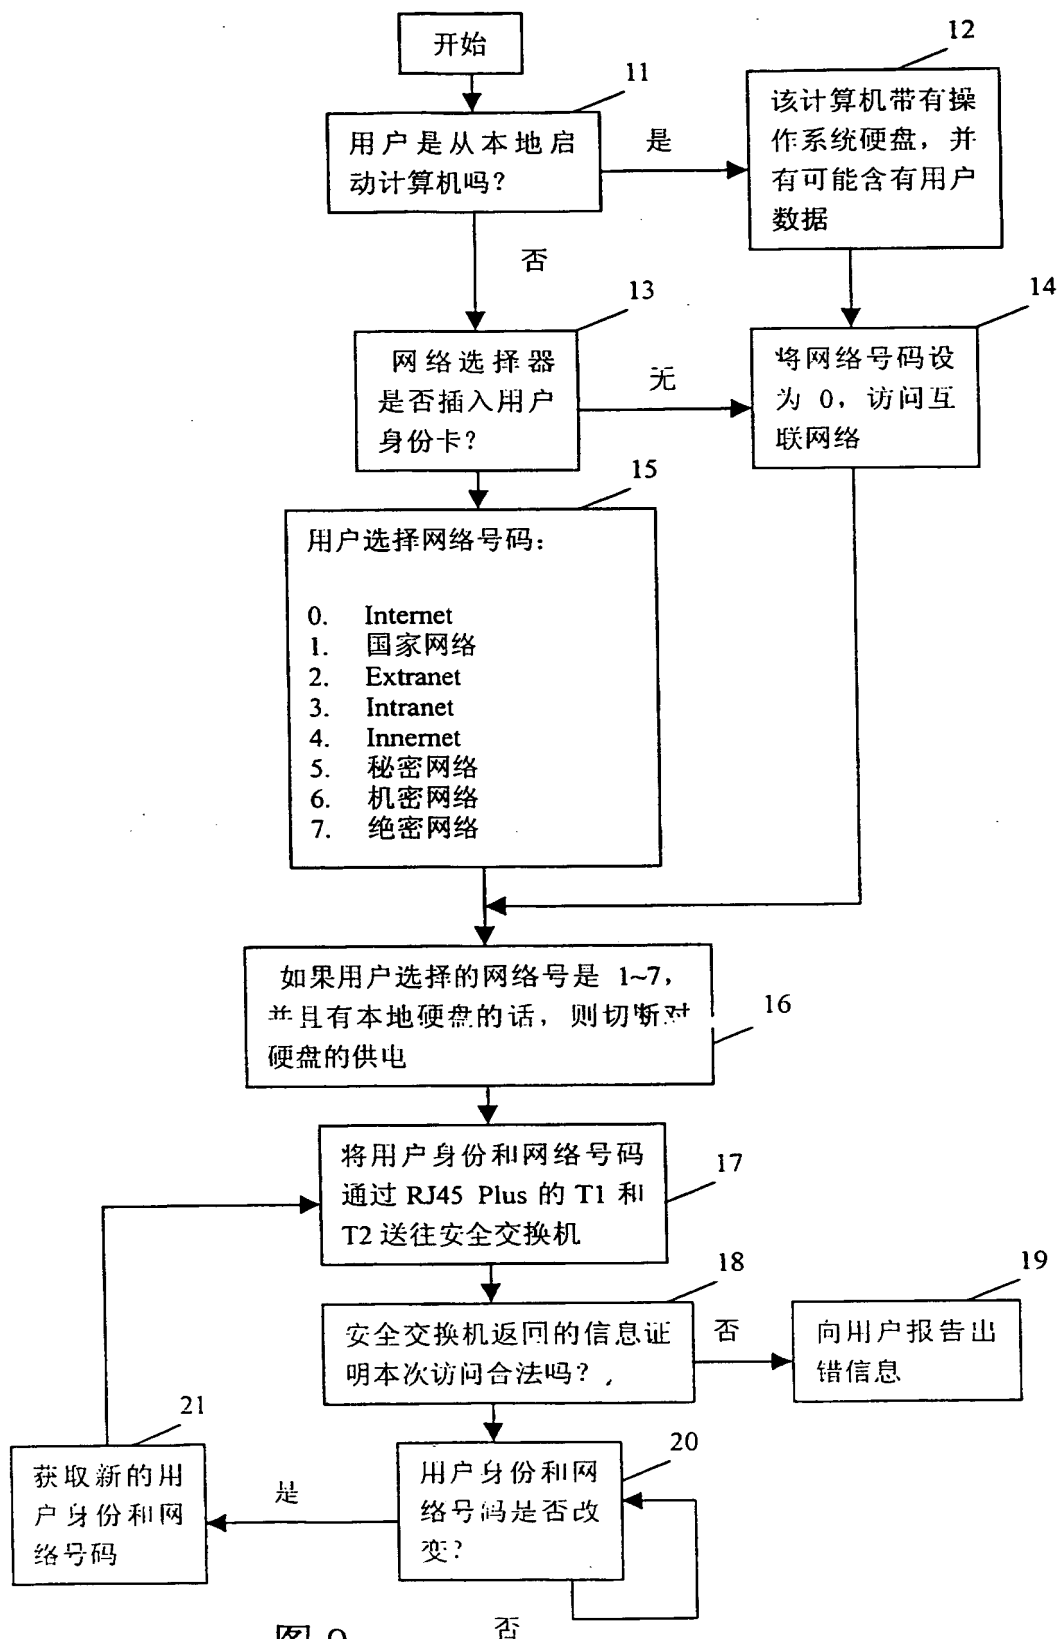 开始
11
用户是从本地启
动计算机吗?
是
12
该计算机带有操
作系统硬盘，并
有可能含有用户
数据
否
13
网络选择器
是否插入用户
身份卡?
无
14
将网络号码设
为 0，访问互
联网络
15
用户选择网络号码：
0. Internet
1. 国家网络
2. Extranet
3. Intranet
4. Innernet
5. 秘密网络
6. 机密网络
7. 绝密网络
如果用户选择的网络号是 1~7，
并且有本地硬盘的话，则切断对
硬盘的供电
16
将用户身份和网络号码
通过 RJ45 Plus 的 T1 和
T2 送往安全交换机
17
18
安全交换机返回的信息证
明本次访问合法吗?
否
19
向用户报告出
错信息
20
用户身份和网
络号码是否改
变?
是
21
获取新的用
户身份和网
络号码
否
图